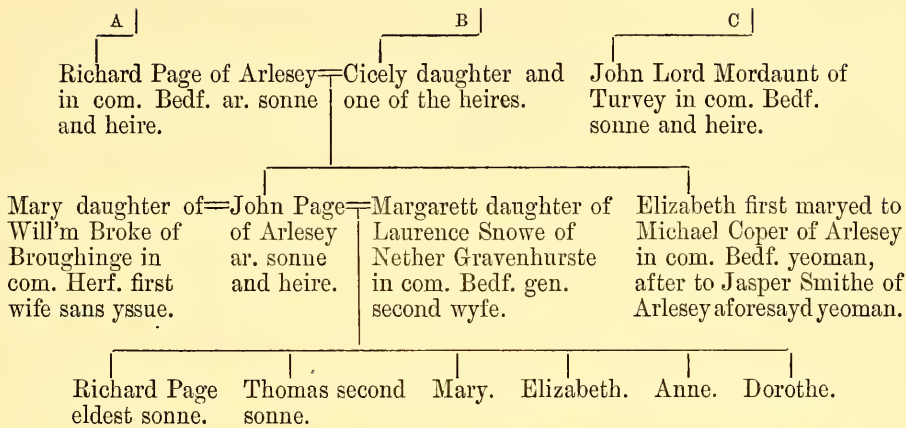 A
B
C
Richard Page of Arlesey
in com. Bedf. ar. sonne
and heire.
Cicely daughter and
one of the heires.
John Lord Mordaunt of
Turvey in com. Bedf.
sonne and heire.
Mary daughter of
Will'm Broke of
Broughinge in
com. Herf. first
wife sans yssue.
John Page
of Arlesey
ar. sonne
and heire.
Margarett daughter of
Laurence Snowe of
Nether Gravenhurste
in com. Bedf. gen.
second wyfe.
Elizabeth first maryed to
Michael Coper of Arlesey
in com. Bedf. yeoman,
after to Jasper Smithe of
Arlesey aforesayd yeoman.
Richard Page
eldest sonne.
Thomas second
sonne.
Mary.
Elizabeth.
Anne.
Dorothe.